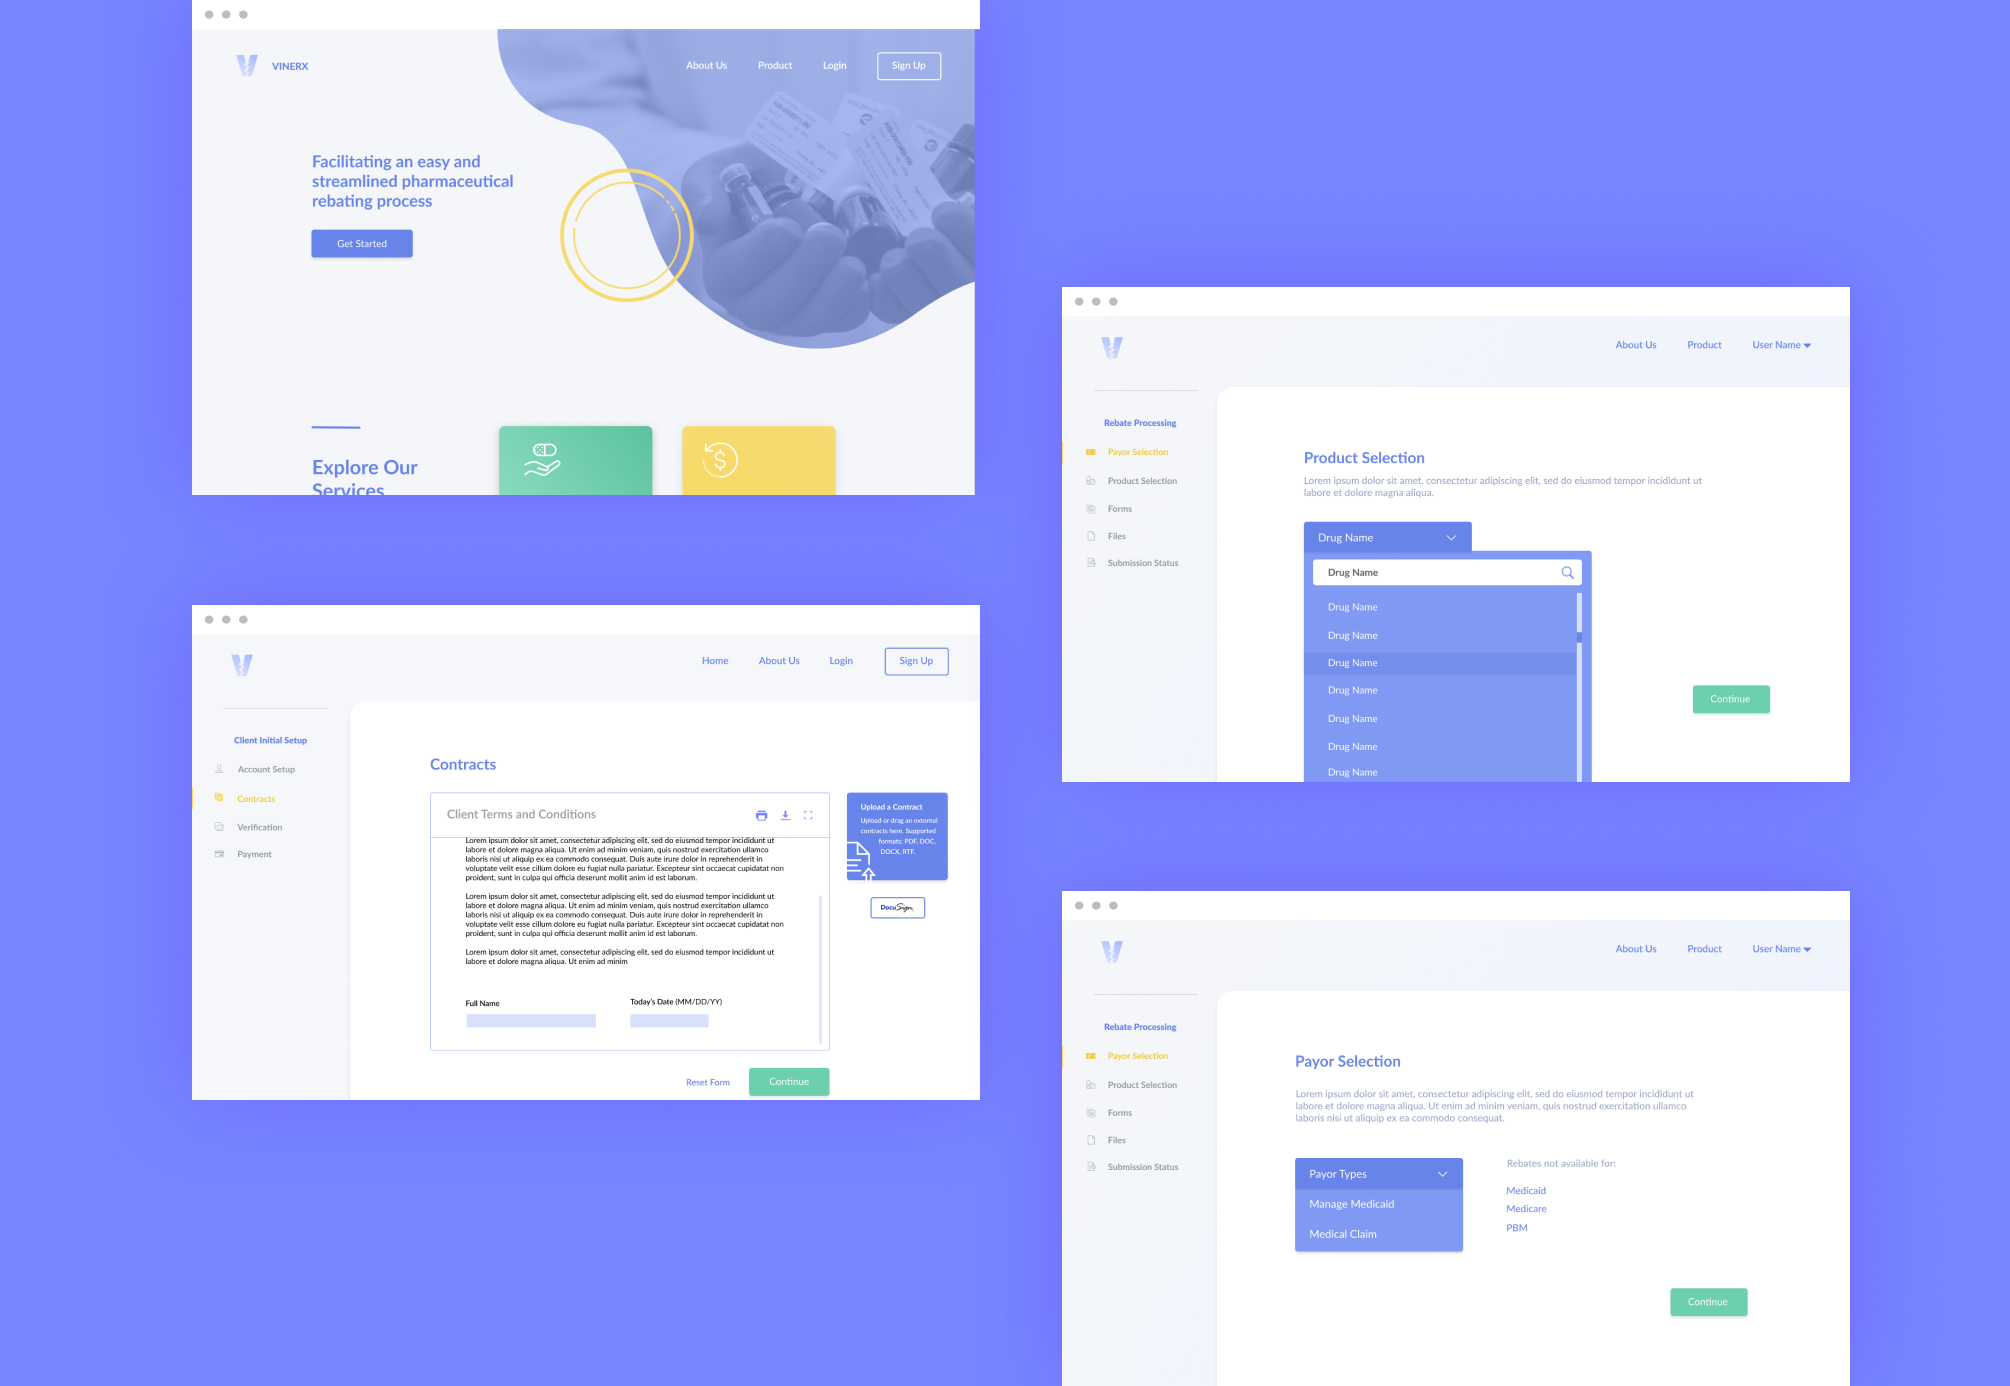 VINERX
About Us
Product
Login
Sign Up
Facilitating an easy and
streamlined pharmaceutical
rebating process
Get Started
Explore Our
Services
Home
About Us
Login
Sign Up
Client Initial Setup
Account Setup
Contracts
Verification
Payment
Contracts
Client Terms and Conditions
Lorem ipsum dolor sit amet, consectetur adipiscing elit, sed do eiusmod tempor incididunt ut
labore et dolore magna aliqua. Ut enim ad minim veniam, quis nostrud exercitation ullamco
laboris nisi ut aliquip ex ea commodo consequat. Duis aute irure dolor in reprehenderit in
voluptate velit esse cillum dolore eu fugiat nulla pariatur. Excepteur sint occaecat cupidatat non
proident, sunt in culpa qui officia deserunt mollit anim id est laborum.
Lorem ipsum dolor sit amet, consectetur adipiscing elit, sed do eiusmod tempor incididunt ut
labore et dolore magna aliqua. Ut enim ad minim veniam, quis nostrud exercitation ullamco
laboris nisi ut aliquip ex ea commodo consequat. Duis aute irure dolor in reprehenderit in
voluptate velit esse cillum dolore eu fugiat nulla pariatur. Excepteur sint occaecat cupidatat non
proident, sunt in culpa qui officia deserunt mollit anim id est laborum.
Lorem ipsum dolor sit amet, consectetur adipiscing elit, sed do eiusmod tempor incididunt ut
labore et dolore magna aliqua. Ut enim ad minim
Full Name
Today's Date (MM/DD/YY)
Reset Form
Continue
Upload a Contract
Upload or drag an external
contracts here. Supported
formats: PDF, DOC,
DOCX, RTF.
DocuSign
About Us
Product
User Name
Rebate Processing
Payor Selection
Product Selection
Forms
Files
Submission Status
Product Selection
Lorem ipsum dolor sit amet, consectetur adipiscing elit, sed do eiusmod tempor incididunt ut
labore et dolore magna aliqua.
Drug Name
Drug Name
Drug Name
Drug Name
Drug Name
Drug Name
Drug Name
Drug Name
Drug Name
Continue
About Us
Product
User Name
Rebate Processing
Payor Selection
Product Selection
Forms
Files
Submission Status
Payor Selection
Lorem ipsum dolor sit amet, consectetur adipiscing elit, sed do eiusmod tempor incididunt ut
labore et dolore magna aliqua. Ut enim ad minim veniam, quis nostrud exercitation ullamco
laboris nisi ut aliquip ex ea commodo consequat.
Payor Types
Manage Medicaid
Medical Claim
Rebates not available for:
Medicaid
Medicare
PBM
Continue